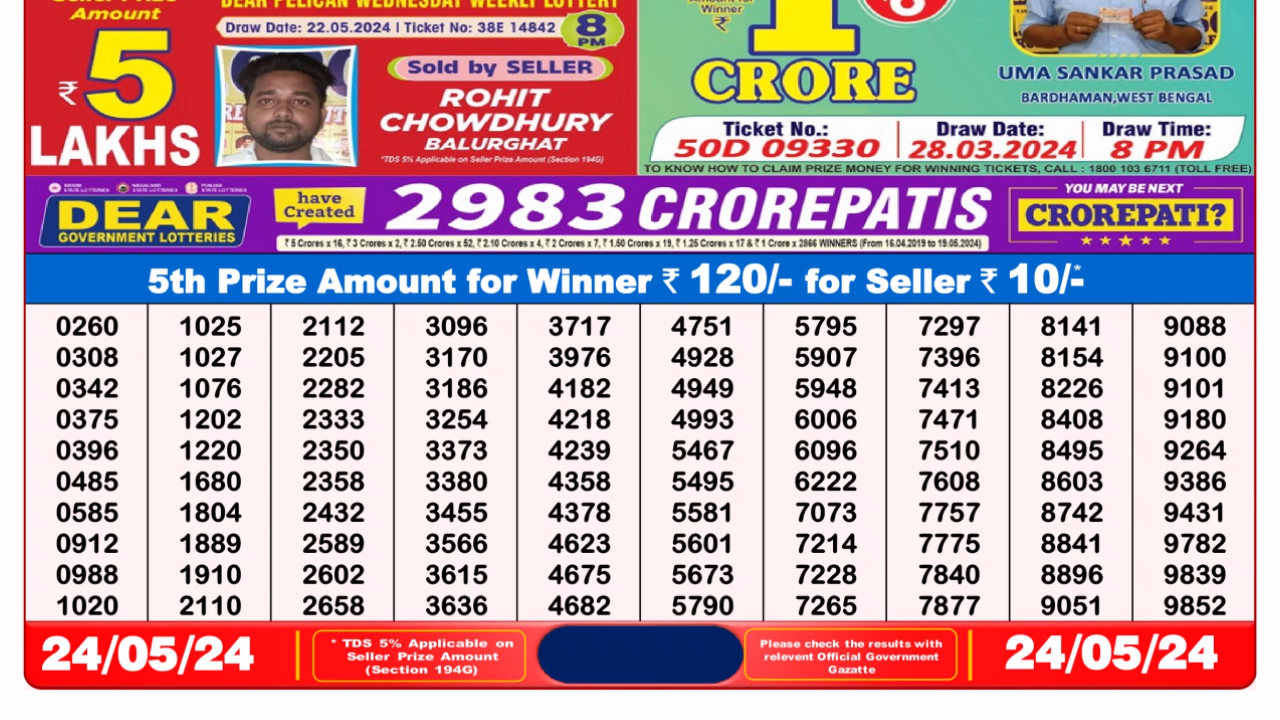 Amount
₹ 5
LAKHS
DEAR PELICAN WEDNESDAY WEEKLY LOTTERY
Draw Date: 22.05.2024 | Ticket No: 38E 14842
8
PM
Sold by SELLER
ROHIT
CHOWDHURY
BALURGHAT
*TDS 5% Applicable on Seller Prize Amount (Section 194G)
Winner
₹
1
CRORE
UMA SANKAR PRASAD
BARDHAMAN,WEST BENGAL
Ticket No.: Draw Date: Draw Time:
50D 09330 28.03.2024 8 PM
TO KNOW HOW TO CLAIM PRIZE MONEY FOR WINNING TICKETS, CALL : 1800 103 6711 (TOLL FREE)
STATE LOTTERIES NAGALAND STATE LOTTERIES PUNJAB STATE LOTTERIES
DEAR
GOVERNMENT LOTTERIES
have
Created
2983 CROREPATIS
₹ 5 Crores x 16, ₹ 3 Crores x 2, ₹ 2.50 Crores x 52, ₹ 2.10 Crores x 4, ₹ 2 Crores x 7, ₹ 1.50 Crores x 19, ₹ 1.25 Crores x 17 & ₹ 1 Crore x 2866 WINNERS (From 16.04.2019 to 19.05.2024)
YOU MAY BE NEXT
CROREPATI?
5th Prize Amount for Winner ₹ 120/- for Seller ₹ 10/-*
0260 1025 2112 3096 3717 4751 5795 7297 8141 9088
0308 1027 2205 3170 3976 4928 5907 7396 8154 9100
0342 1076 2282 3186 4182 4949 5948 7413 8226 9101
0375 1202 2333 3254 4218 4993 6006 7471 8408 9180
0396 1220 2350 3373 4239 5467 6096 7510 8495 9264
0485 1680 2358 3380 4358 5495 6222 7608 8603 9386
0585 1804 2432 3455 4378 5581 7073 7757 8742 9431
0912 1889 2589 3566 4623 5601 7214 7775 8841 9782
0988 1910 2602 3615 4675 5673 7228 7840 8896 9839
1020 2110 2658 3636 4682 5790 7265 7877 9051 9852
24/05/24
* TDS 5% Applicable on
Seller Prize Amount
(Section 194G)
Please check the results with
relevent Official Government
Gazatte
24/05/24